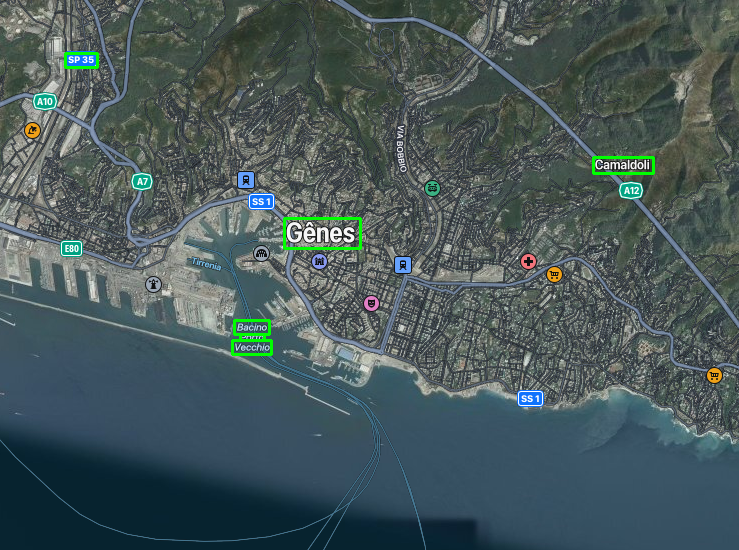 SP 35
A10
VIA BOBBIO
Camaldoli
A7
A12
SS 1
Gênes
E80
Tirrenia
Bacino
Porto
Vecchio
SS 1